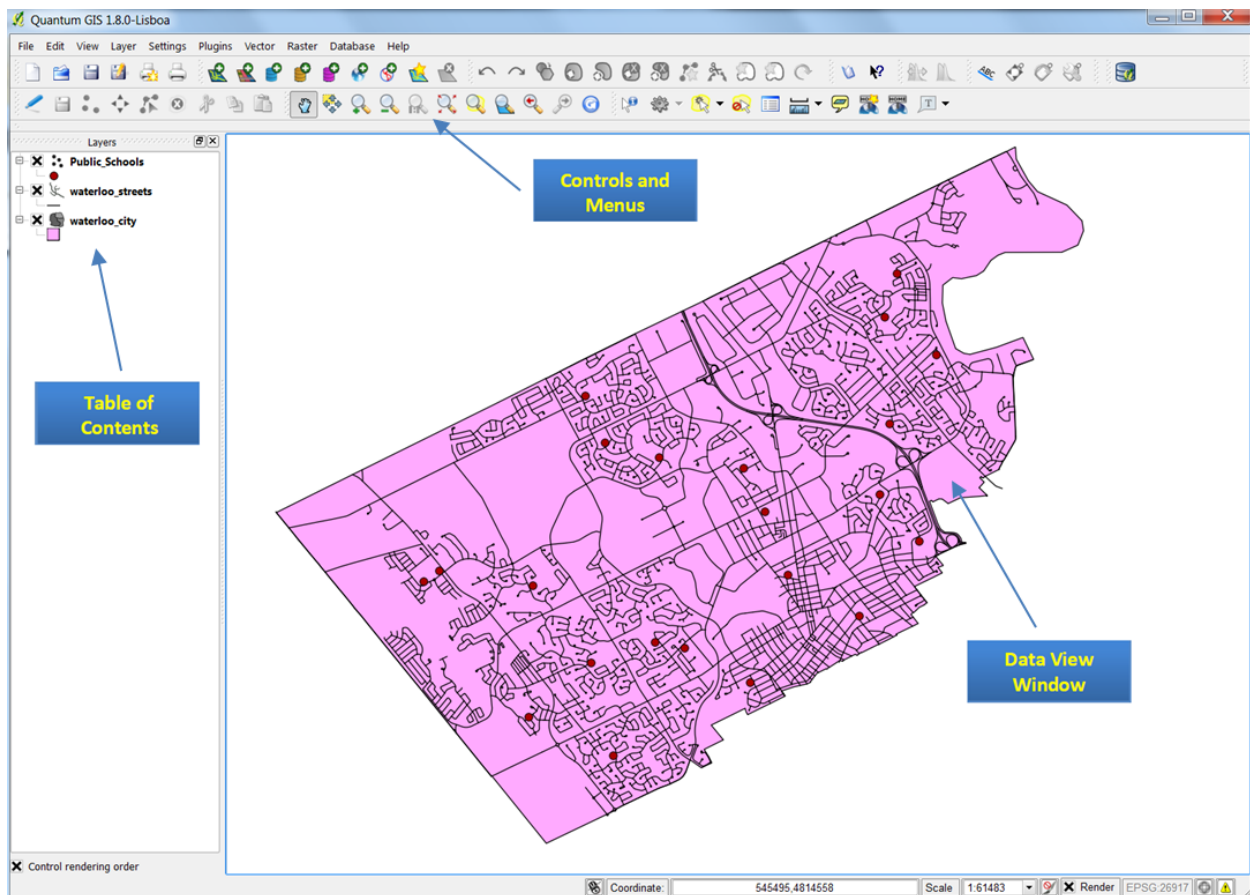 Quantum GIS 1.8.0-Lisboa
File Edit View Layer Settings Plugins Vector Raster Database Help
Layers
Public_Schools
waterloo_streets
waterloo_city
Controls and
Menus
Table of
Contents
Data View
Window
Control rendering order
Coordinate: 545495,4814558 Scale 1:61483 Render EPSG:26917